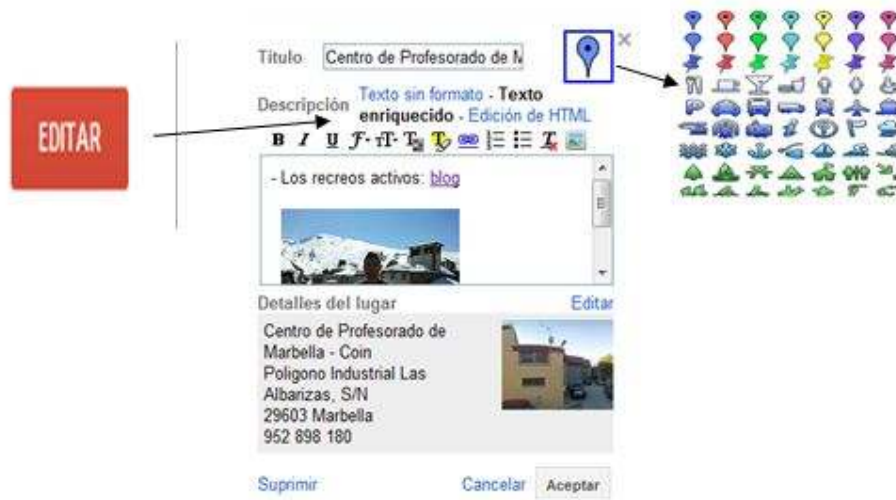 EDITAR
Título Centro de Profesorado de M
Descripción Texto sin formato - Texto
enriquecido - Edición de HTML
B I U
- Los recreos activos: blog
Detalles del lugar Editar
Centro de Profesorado de
Marbella - Coin
Poligono Industrial Las
Albarizas, S/N
29603 Marbella
952 898 180
Suprimir Cancelar Aceptar